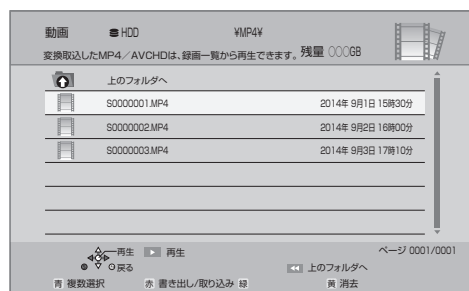 動画 HDD ¥MP4¥
変換取込したMP4／AVCHDは、録画一覧から再生できます。 残量 ○○○GB
上のフォルダへ
S0000001.MP4 2014年 9月1日 15時30分
S0000002.MP4 2014年 9月2日 16時00分
S0000003.MP4 2014年 9月3日 17時10分
再生 再生 ページ 0001/0001
戻る 上のフォルダへ
青 複数選択 赤 書き出し/取り込み 緑 黄 消去